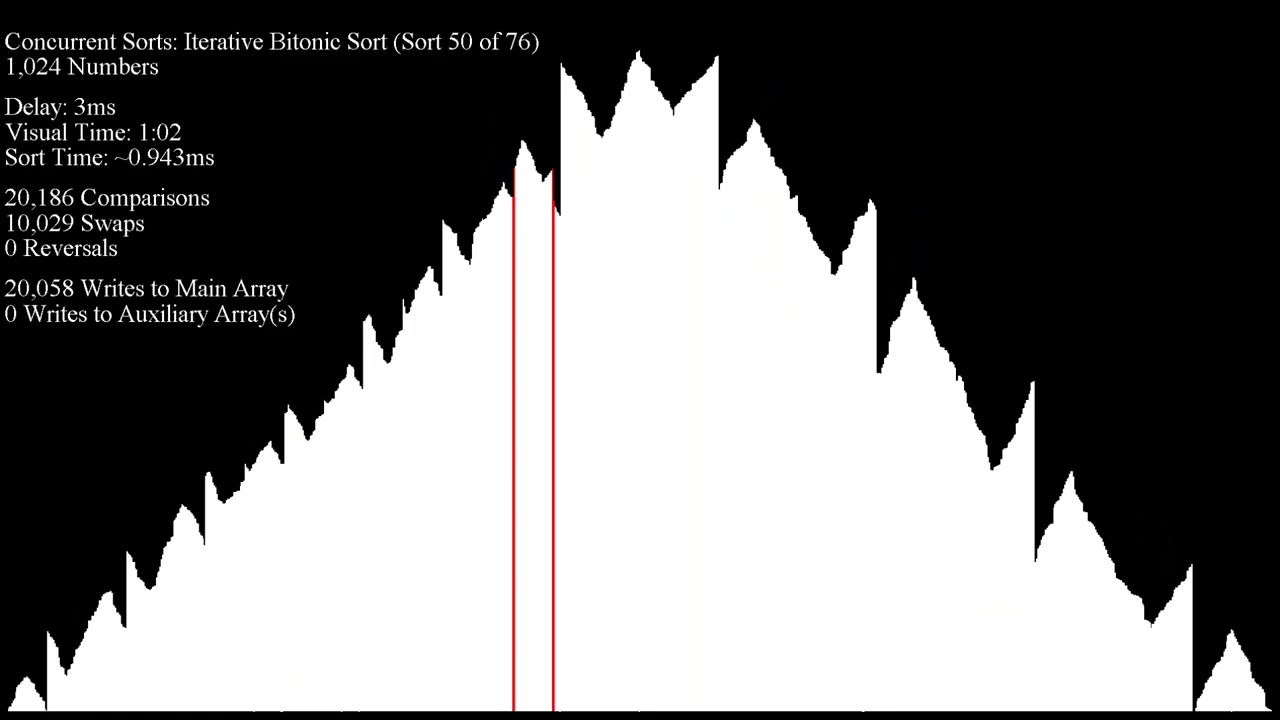 Concurrent Sorts: Iterative Bitonic Sort (Sort 50 of 76)
1,024 Numbers
Delay: 3ms
Visual Time: 1:02
Sort Time: ~0.943ms
20,186 Comparisons
10,029 Swaps
0 Reversals
20,058 Writes to Main Array
0 Writes to Auxiliary Array(s)